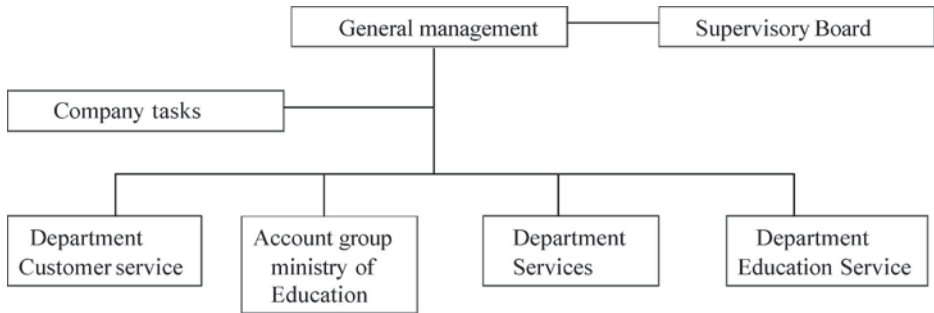 General management
Supervisory Board
Company tasks
Department
Customer service
Account group
ministry of
Education
Department
Services
Department
Education Service